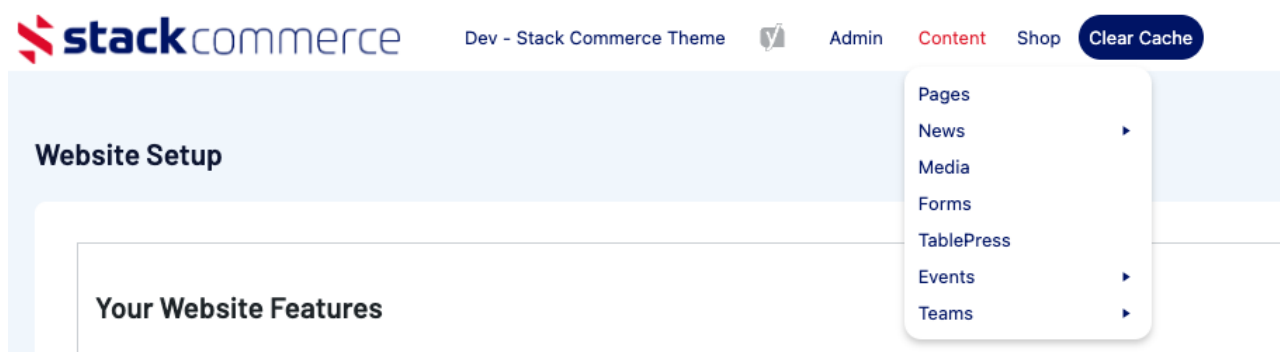 stackcommerce
Dev - Stack Commerce Theme
Admin
Content
Shop
Clear Cache
Pages
News
Media
Forms
TablePress
Events
Teams
Website Setup
Your Website Features